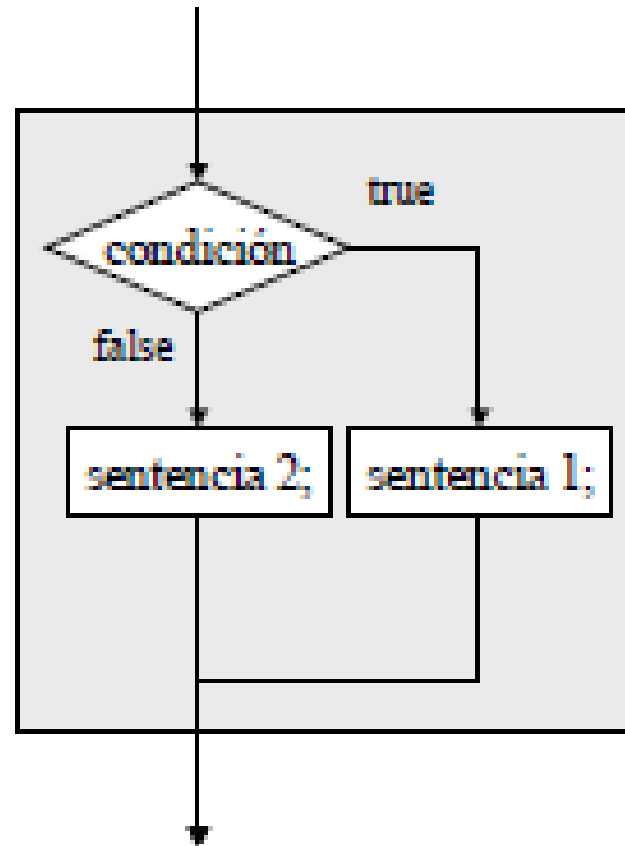 true
condición
false
sentencia 2;
sentencia 1;